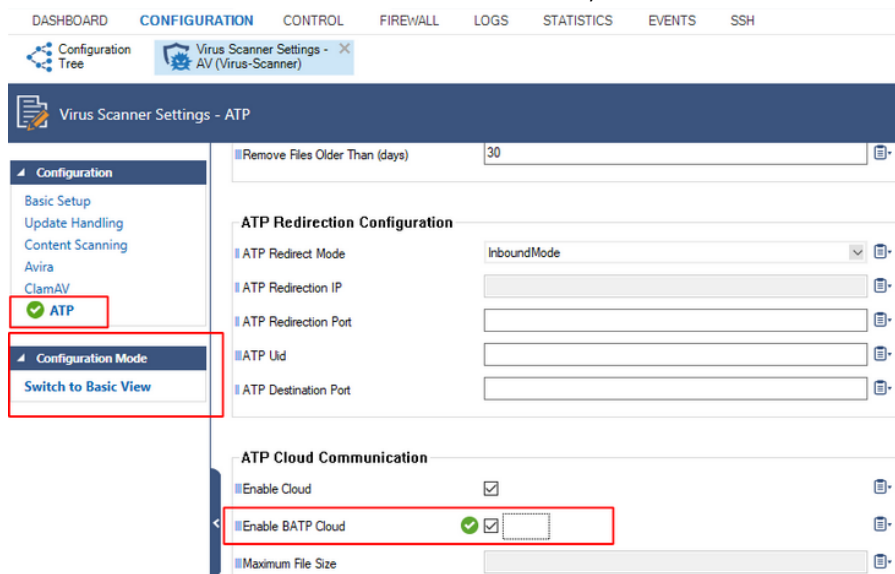 DASHBOARD CONFIGURATION CONTROL FIREWALL LOGS STATISTICS EVENTS SSH
Configuration
Tree
Virus Scanner Settings -
AV (Virus-Scanner)
Virus Scanner Settings - ATP
Configuration
Basic Setup
Update Handling
Content Scanning
Avira
ClamAV
ATP
Configuration Mode
Switch to Basic View
Remove Files Older Than (days) 30
ATP Redirection Configuration
ATP Redirect Mode InboundMode
ATP Redirection IP
ATP Redirection Port
ATP Uid
ATP Destination Port
ATP Cloud Communication
Enable Cloud
Enable BATP Cloud
Maximum File Size